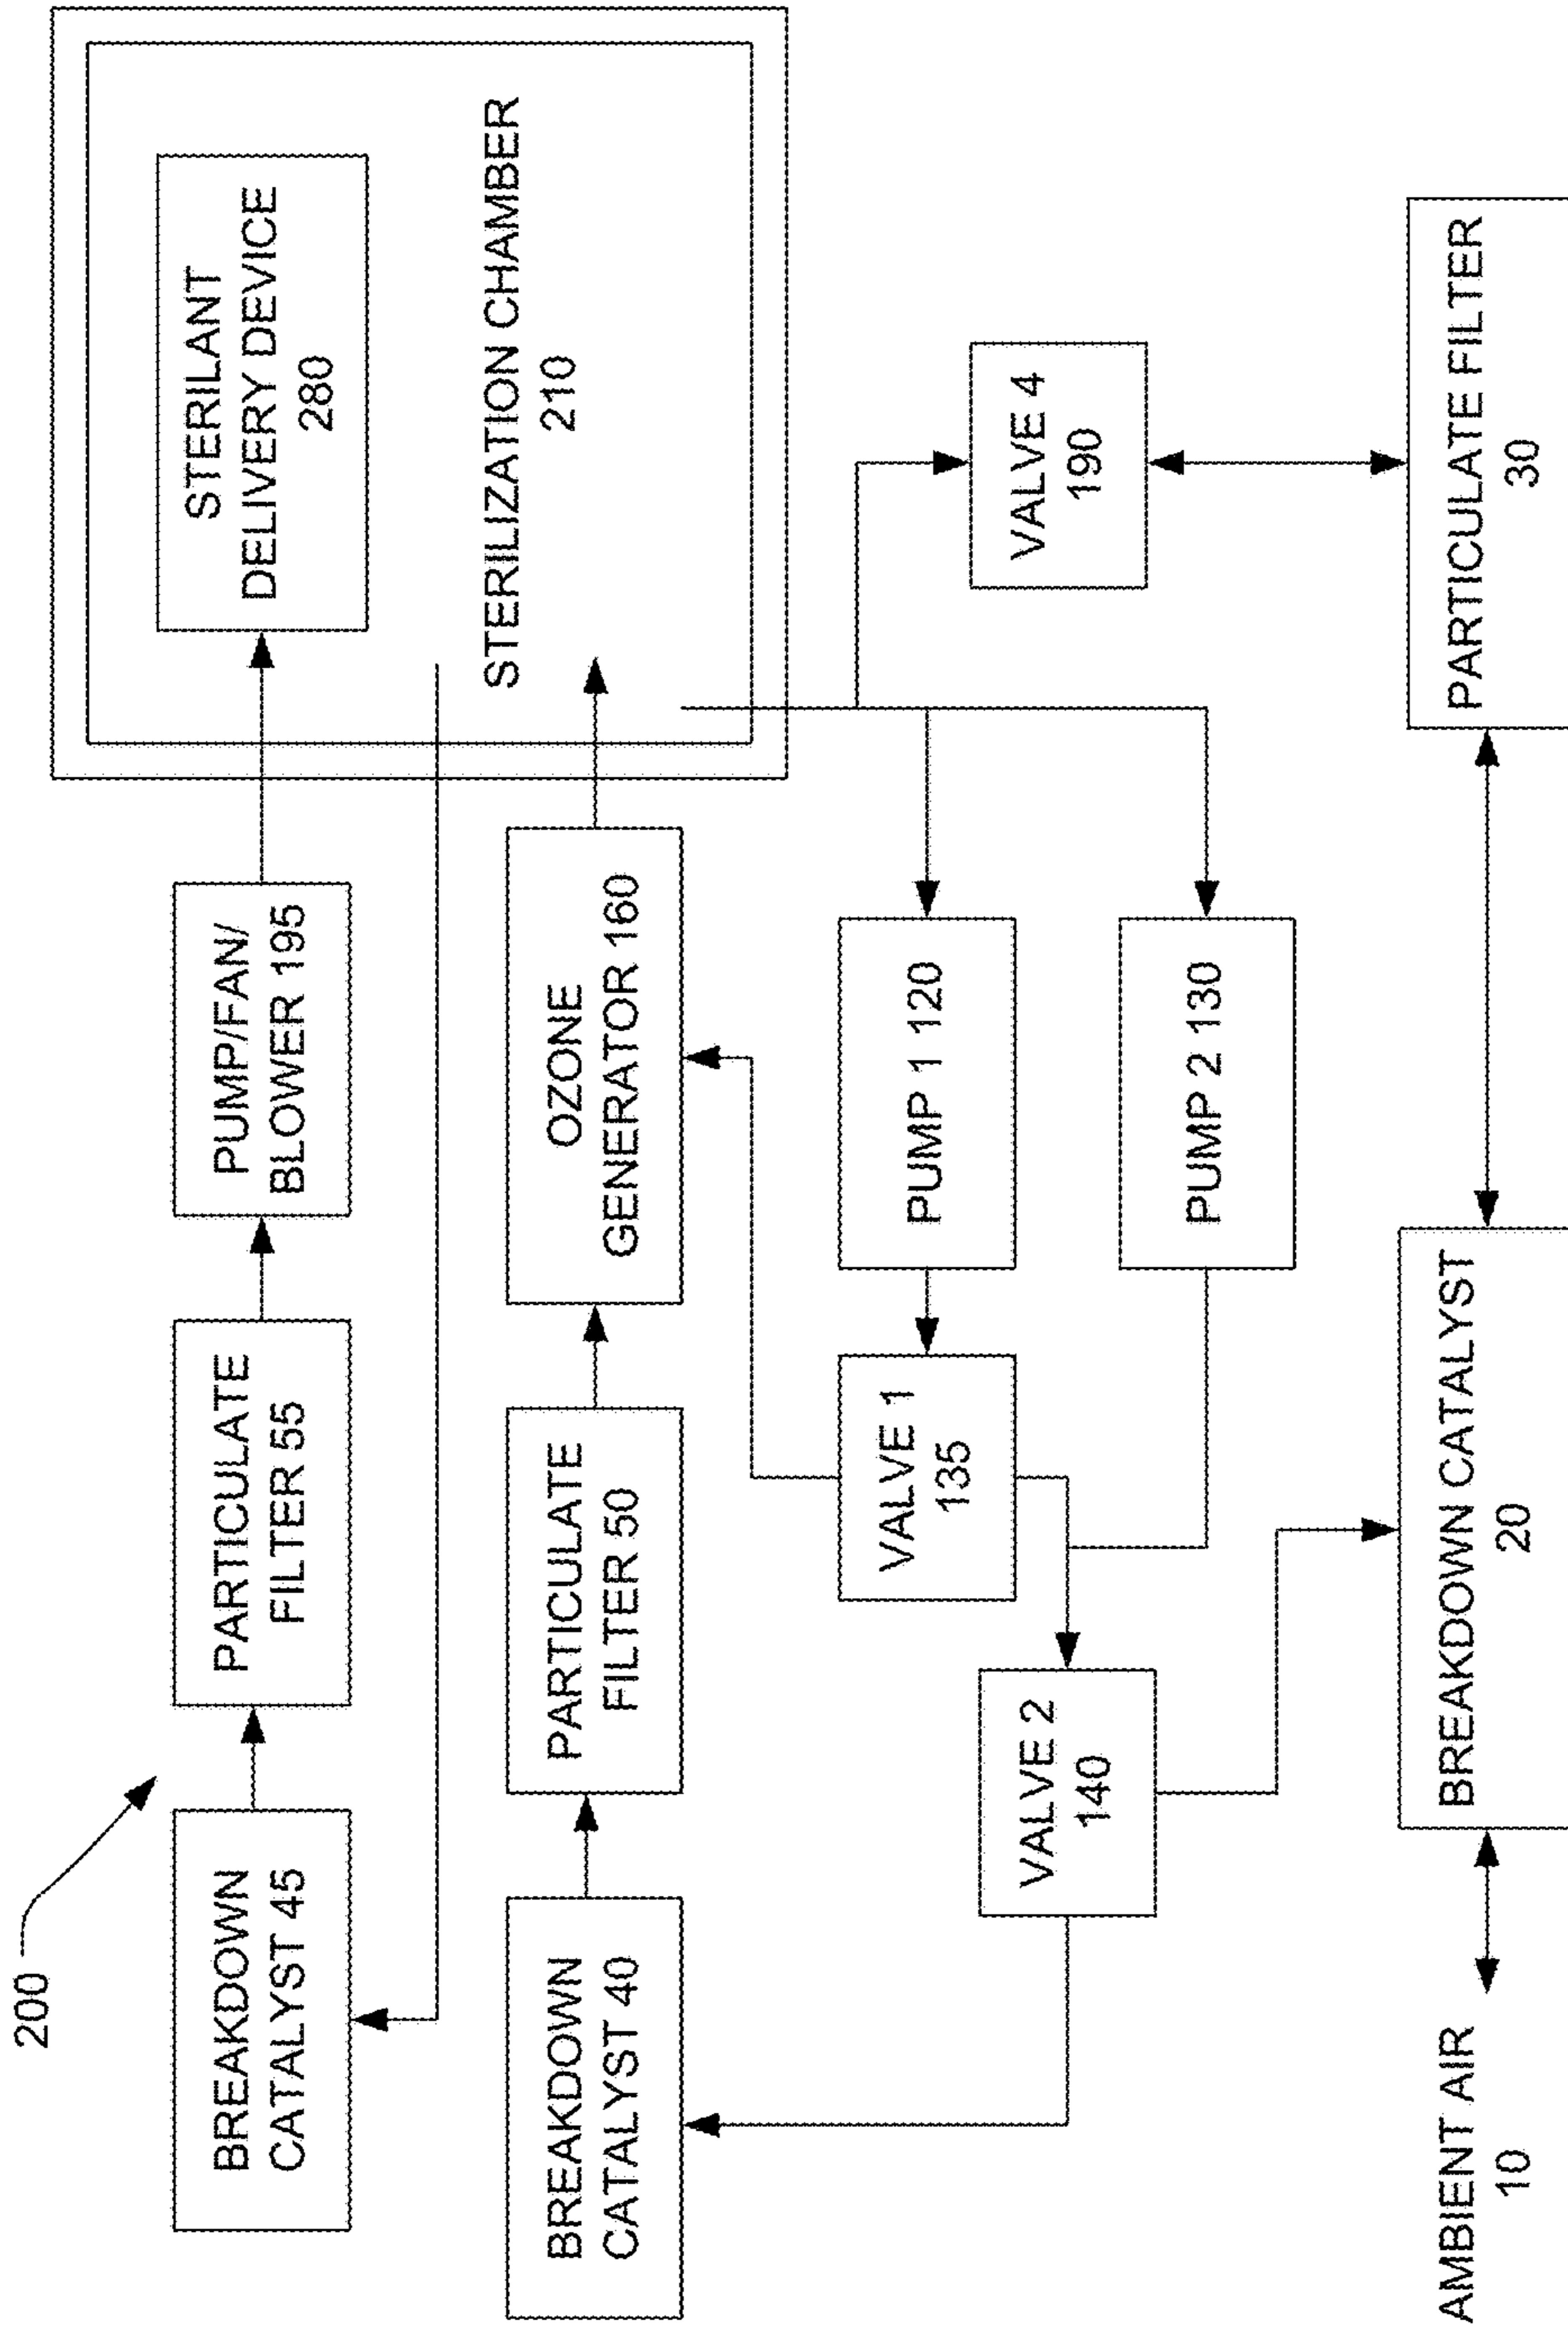 200
BREAKDOWN
CATALYST 45
PARTICULATE
FILTER 55
PUMP/FAN/
BLOWER 195
STERILANT
DELIVERY DEVICE
280
STERILIZATION CHAMBER
210
BREAKDOWN
CATALYST 40
PARTICULATE
FILTER 50
OZONE
GENERATOR 160
VALVE 1
135
PUMP 1 120
VALVE 2
140
PUMP 2 130
VALVE 4
190
AMBIENT AIR
10
BREAKDOWN CATALYST
20
PARTICULATE FILTER
30